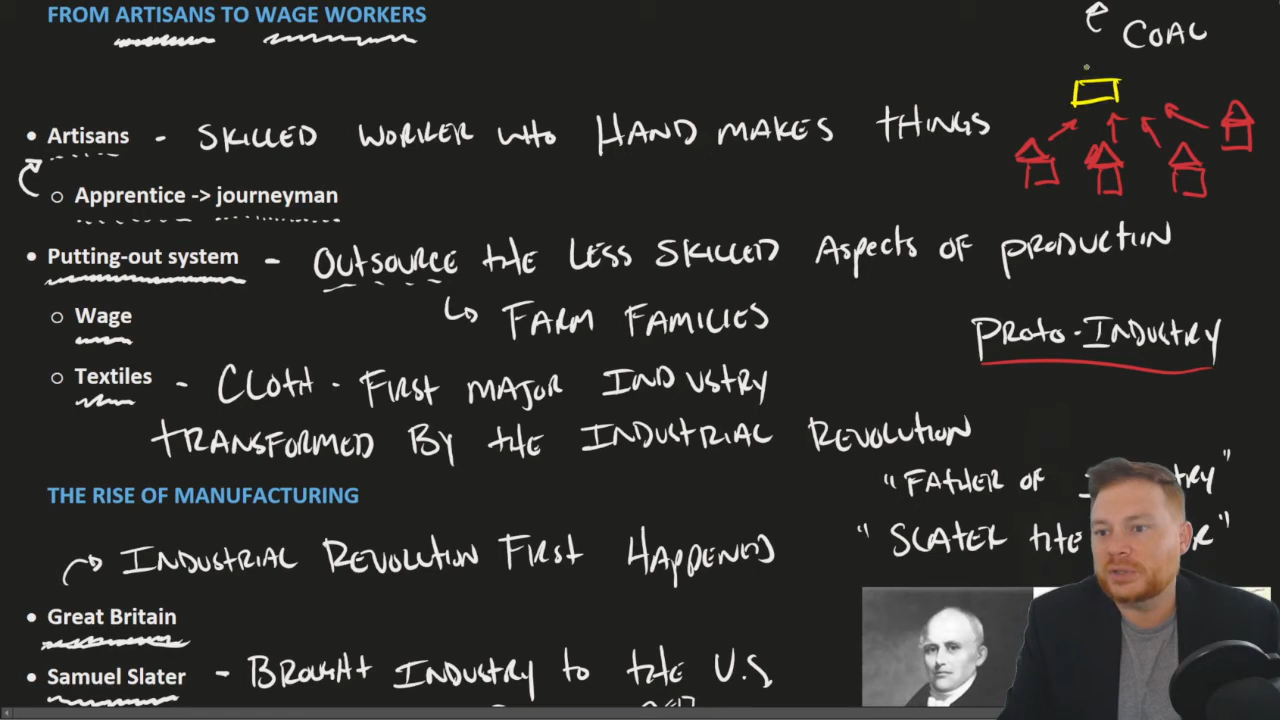 FROM ARTISANS TO WAGE WORKERS
COAL
• Artisans - SKILLED WORKER WHO HAND MAKES THINGS
○ Apprentice -> journeyman
• Putting-out system - OUTSOURCE THE LESS SKILLED ASPECTS OF PRODUCTION
○ Wage
↳ FARM FAMILIES
PROTO-INDUSTRY
○ Textiles - CLOTH - FIRST MAJOR INDUSTRY
TRANSFORMED BY THE INDUSTRIAL REVOLUTION
THE RISE OF MANUFACTURING
"FATHER OF
"SLATER THE
INDUSTRIAL REVOLUTION FIRST HAPPENED
• Great Britain
• Samuel Slater - BROUGHT INDUSTRY TO THE U.S